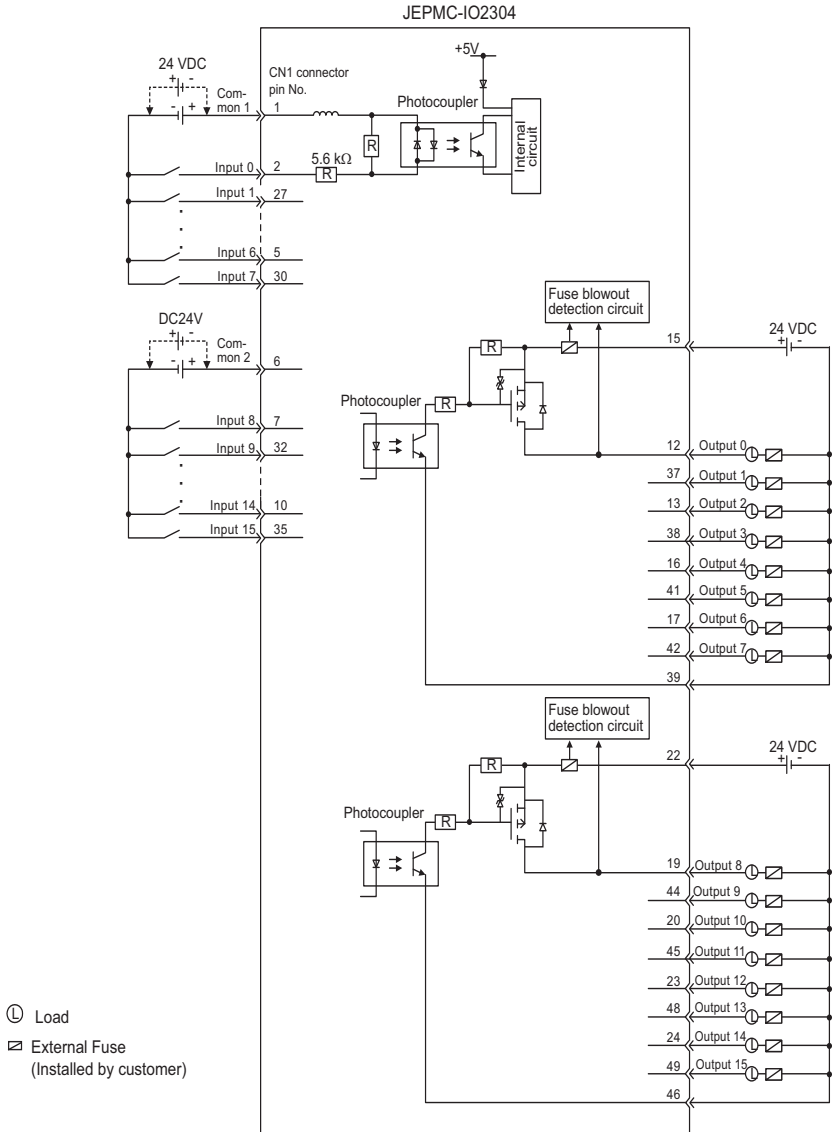 JEPMC-IO2304
+5V
24 VDC
+ -
- +
Com-
mon 1
CN1 connector
pin No.
1
Photocoupler
Internal
circuit
R
5.6 kΩ
R
Input 0 2
Input 1 27
Input 6 5
Input 7 30
DC24V
+ -
- +
Com-
mon 2
6
Input 8 7
Input 9 32
Input 14 10
Input 15 35
Fuse blowout
detection circuit
R
15
24 VDC
+ -
Photocoupler
R
12 Output 0 L
37 Output 1 L
13 Output 2 L
38 Output 3 L
16 Output 4 L
41 Output 5 L
17 Output 6 L
42 Output 7 L
39
Fuse blowout
detection circuit
R
22
24 VDC
+ -
Photocoupler
R
19 Output 8 L
44 Output 9 L
20 Output 10 L
45 Output 11 L
23 Output 12 L
48 Output 13 L
24 Output 14 L
49 Output 15 L
46
L Load
External Fuse
(Installed by customer)